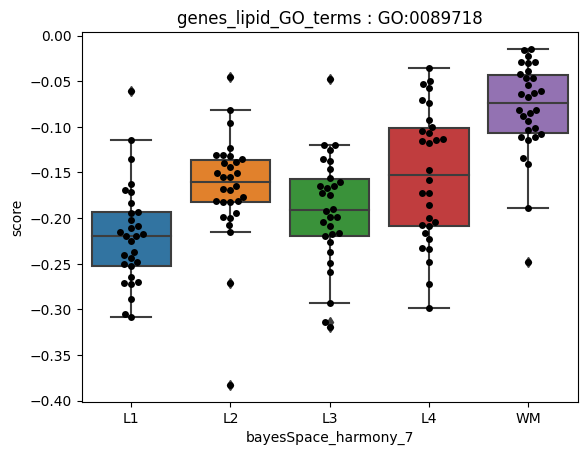 genes_lipid_GO_terms : GO:0089718
0.00
−0.05
−0.10
−0.15
−0.20
−0.25
−0.30
−0.35
−0.40
score
L1 L2 L3 L4 WM
bayesSpace_harmony_7